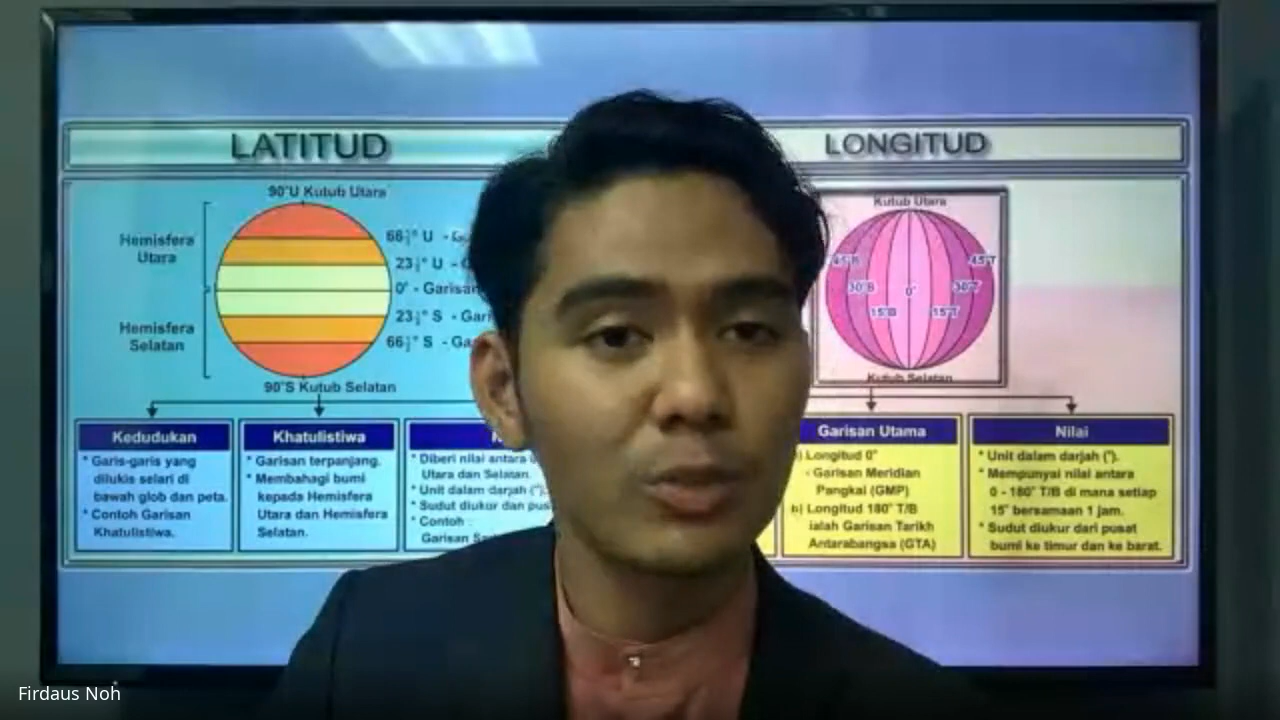 LATITUD
90°U Kutub Utara
Hemisfera
Utara
66½° U -
23½° U -
0° - Garisan
23½° S -
66½° S -
Hemisfera
Selatan
90°S Kutub Selatan
Kedudukan
* Garis-garis yang
dilukis selari di
bawah glob dan peta.
* Contoh Garisan
Khatulistiwa.
Khatulistiwa
* Garisan terpanjang.
* Membahagi bumi
kepada Hemisfera
Utara dan Hemisfera
Selatan.
* Diberi nilai antara
Utara dan Selatan.
* Unit dalam darjah (°).
* Sudut diukur dan
* Contoh :
Garisan
LONGITUD
Kutub Utara
45°B
45°T
30°B
0°
30°T
15°B
15°T
Kutub Selatan
Garisan Utama
a) Longitud 0°
- Garisan Meridian
Pangkal (GMP)
b) Longitud 180° T/B
ialah Garisan Tarikh
Antarabangsa (GTA)
Nilai
* Unit dalam darjah (°).
* Mempunyai nilai antara
0 - 180° T/B di mana setiap
15° bersamaan 1 jam.
* Sudut diukur dari pusat
bumi ke timur dan ke barat.
Firdaus Noh